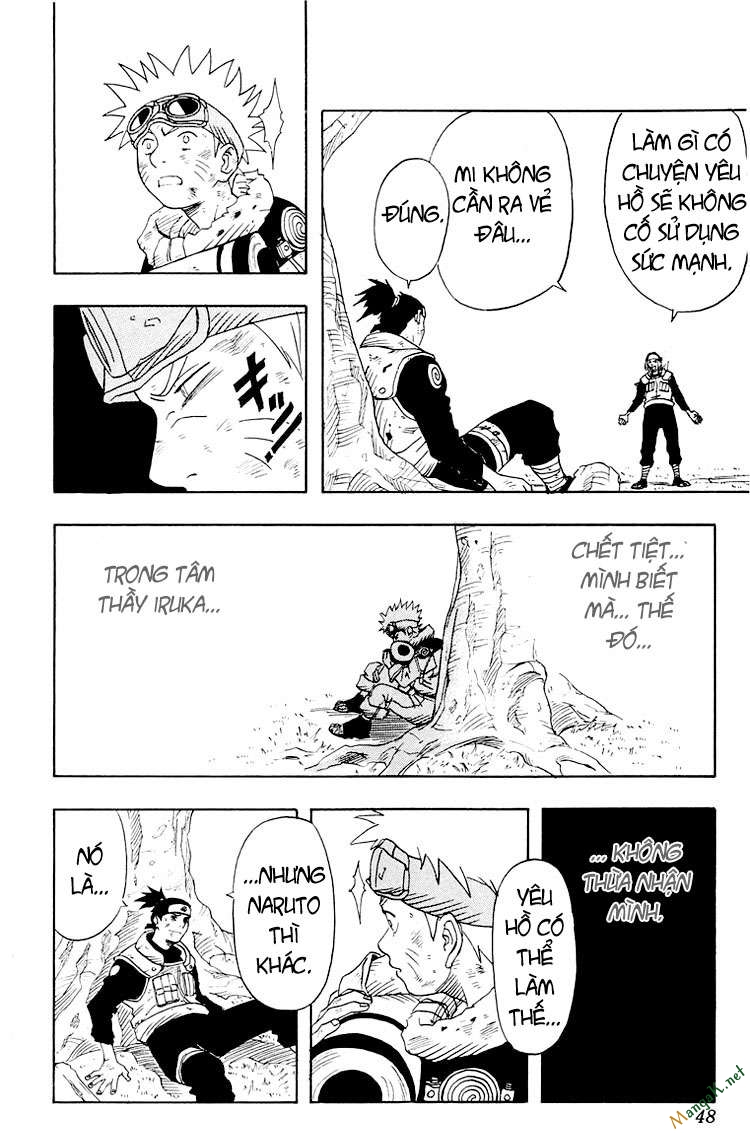 LÀM GÌ CÓ
CHUYỆN YÊU
HỒ SẼ KHÔNG
CỐ SỬ DỤNG
SỨC MẠNH.
MI KHÔNG
CẦN RA VẺ
ĐÂU...
ĐÚNG.
ギッ!!
CHẾT TIỆT...
MÌNH BIẾT
MÀ... THẾ
ĐÓ...
TRONG TÂM
THẦY IRUKA...
... KHÔNG
THỪA NHẬN
MÌNH.
YÊU
HỒ CÓ
THỂ
LÀM
THẾ...
...NHƯNG
NARUTO
THÌ
KHÁC.
NÓ
LÀ...
48
MangaK.net